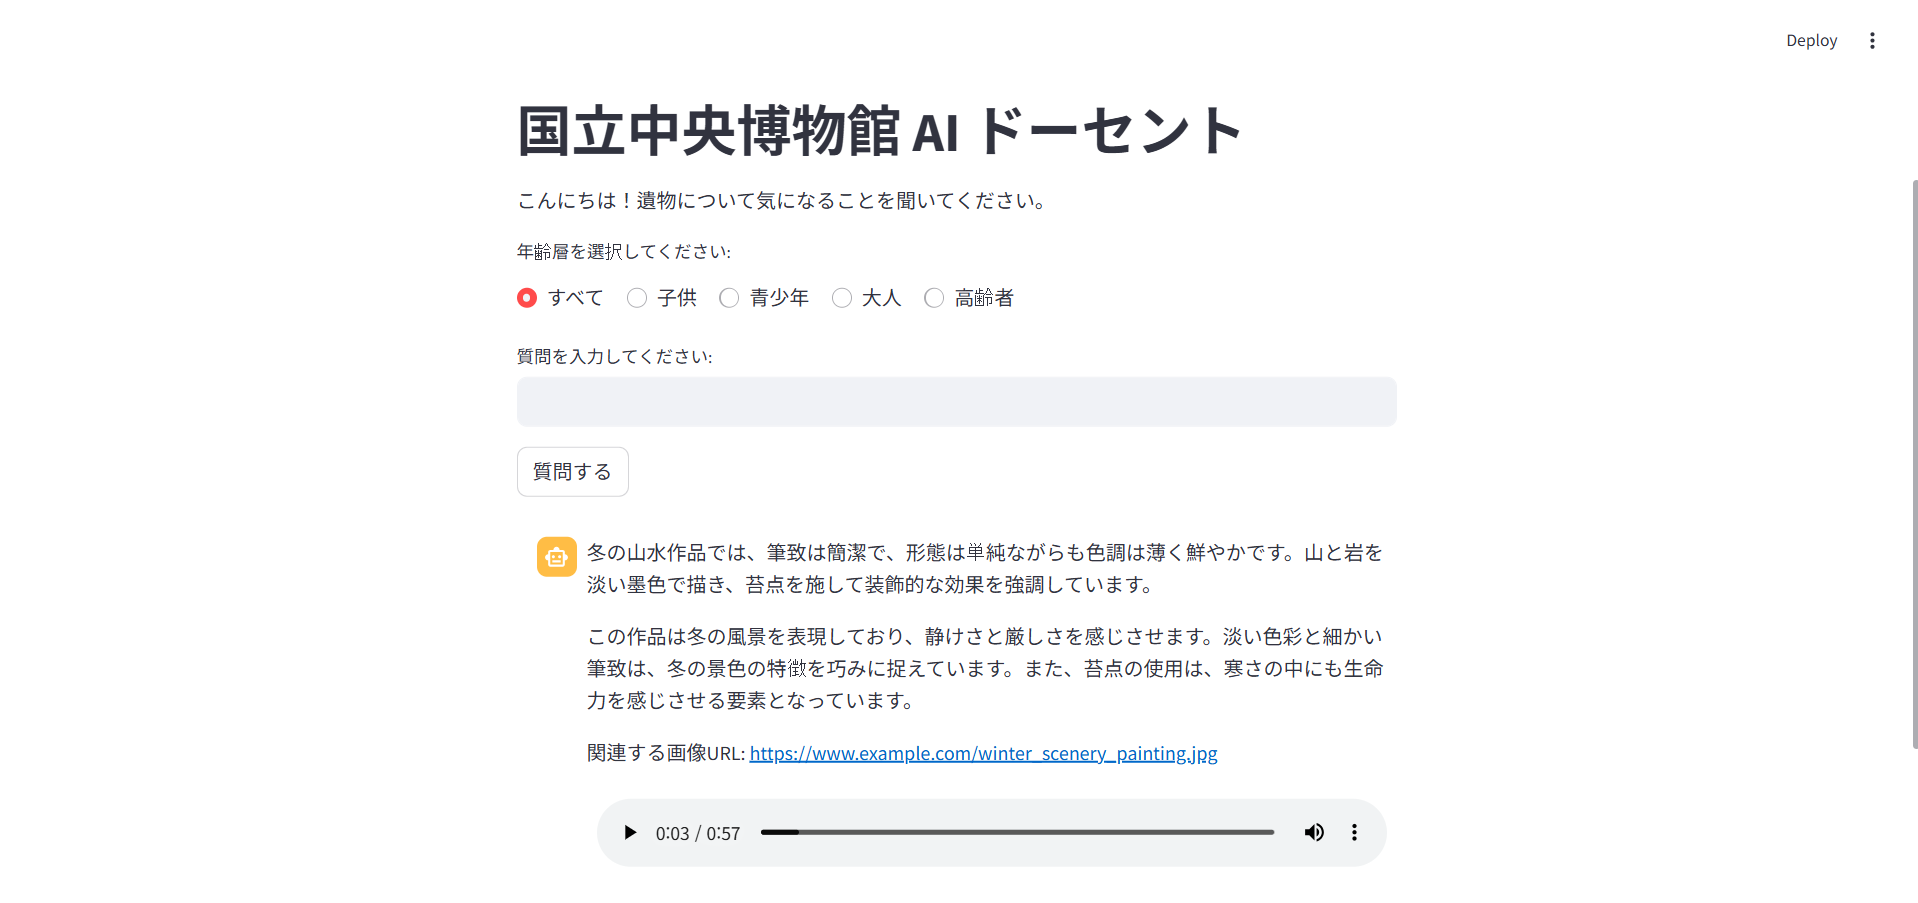 Deploy
国立中央博物館 AI ドーセント
こんにちは！遺物について気になることを聞いてください。
年齢層を選択してください:
すべて 子供 青少年 大人 高齢者
質問を入力してください:
質問する
冬の山水作品では、筆致は簡潔で、形態は単純ながらも色調は薄く鮮やかです。山と岩を
淡い墨色で描き、苔点を施して装飾的な効果を強調しています。
この作品は冬の風景を表現しており、静けさと厳しさを感じさせます。淡い色彩と細かい
筆致は、冬の景色の特徴を巧みに捉えています。また、苔点の使用は、寒さの中にも生命
力を感じさせる要素となっています。
関連する画像URL: https://www.example.com/winter_scenery_painting.jpg
0:03 / 0:57